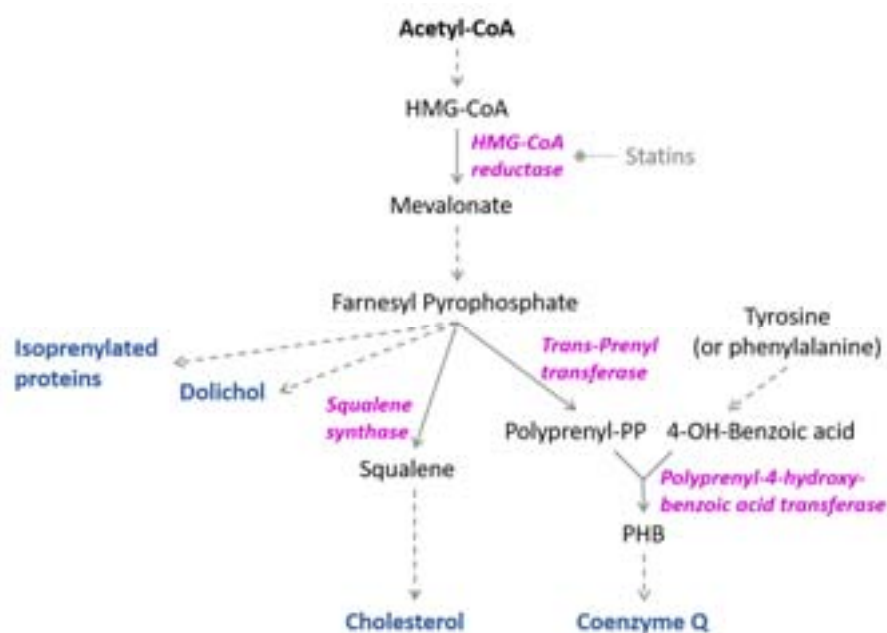 Acetyl-CoA
HMG-CoA
HMG-CoA
reductase
Statins
Mevalonate
Farnesyl Pyrophosphate
Tyrosine
(or phenylalanine)
Isoprenylated
proteins
Dolichol
Trans-Prenyl
transferase
Squalene
synthase
Polyprenyl-PP
4-OH-Benzoic acid
Squalene
Polyprenyl-4-hydroxy-
benzoic acid transferase
PHB
Cholesterol
Coenzyme Q